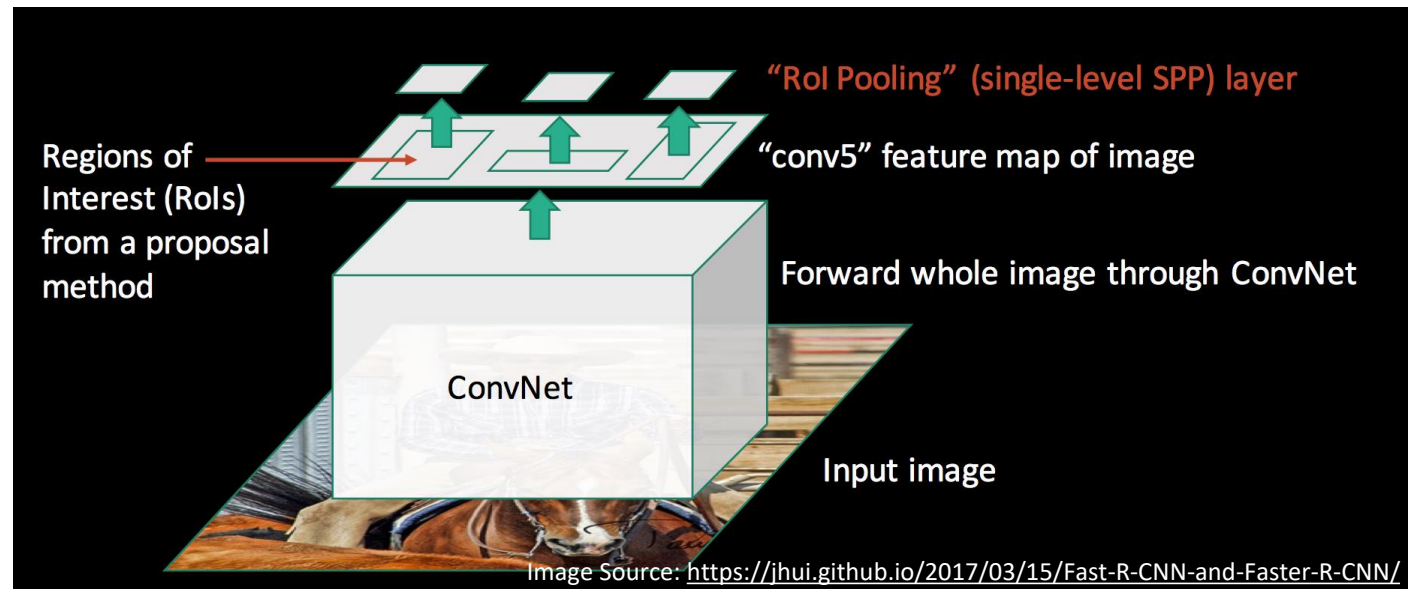 “RoI Pooling” (single-level SPP) layer
Regions of
Interest (RoIs)
from a proposal
method
“conv5” feature map of image
Forward whole image through ConvNet
ConvNet
Input image
Image Source: https://jhui.github.io/2017/03/15/Fast-R-CNN-and-Faster-R-CNN/